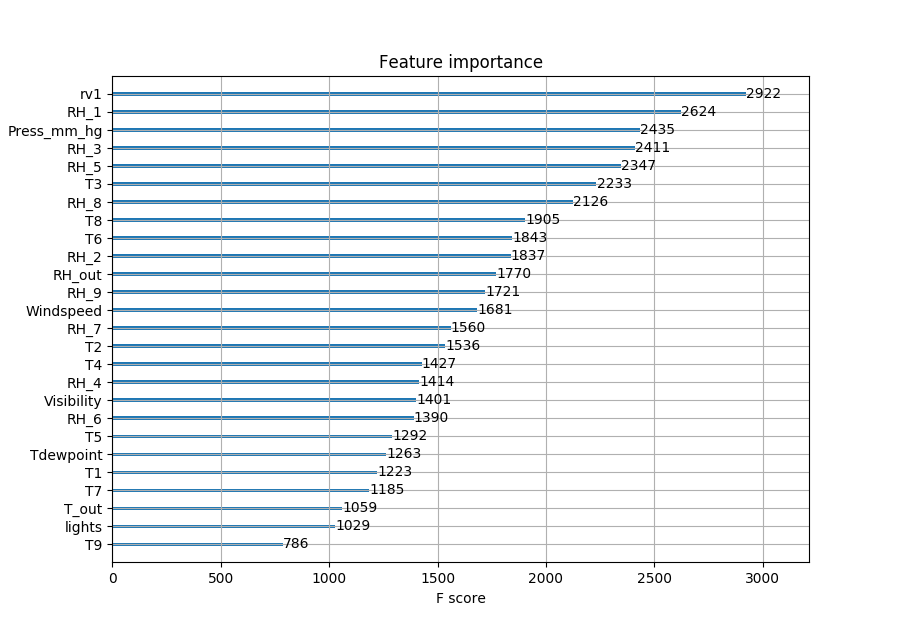 Feature importance
rv1 2922
RH_1 2624
Press_mm_hg 2435
RH_3 2411
RH_5 2347
T3 2233
RH_8 2126
T8 1905
T6 1843
RH_2 1837
RH_out 1770
RH_9 1721
Windspeed 1681
RH_7 1560
T2 1536
T4 1427
RH_4 1414
Visibility 1401
RH_6 1390
T5 1292
Tdewpoint 1263
T1 1223
T7 1185
T_out 1059
lights 1029
T9 786
0 500 1000 1500 2000 2500 3000
F score